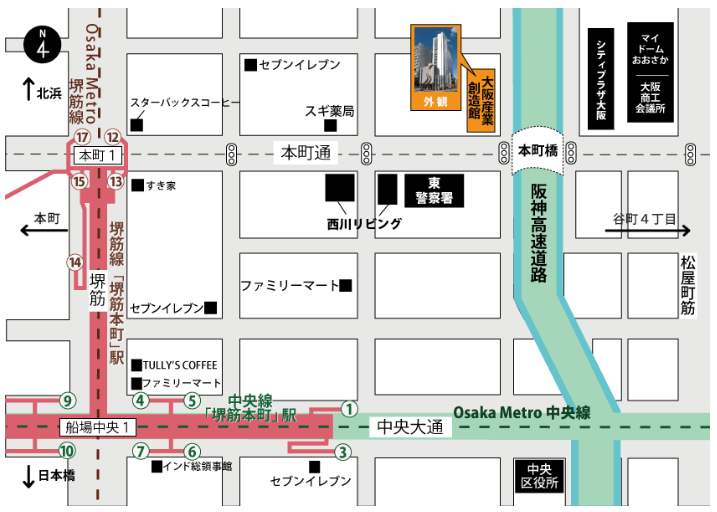 N
4
北浜
Osaka Metro
堺筋線
セブンイレブン
スターバックスコーヒー
スギ薬局
外観
大阪産業
創造館
シティプラザ大阪
マイ
ドーム
おおさか
大阪
商工
会議所
⑰
⑫
本町1
本町通
本町橋
⑮
⑬
すき家
西川リビング
東
警察署
阪神高速道路
本町
谷町4丁目
⑭
堺筋
堺筋線「堺筋本町」駅
セブンイレブン
ファミリーマート
松屋町筋
TULLY'S COFFEE
ファミリーマート
⑨
④
⑤
中央線
「堺筋本町」駅
①
Osaka Metro 中央線
船場中央1
中央大通
⑩
⑦
⑥
③
日本橋
インド総領事館
セブンイレブン
中央
区役所